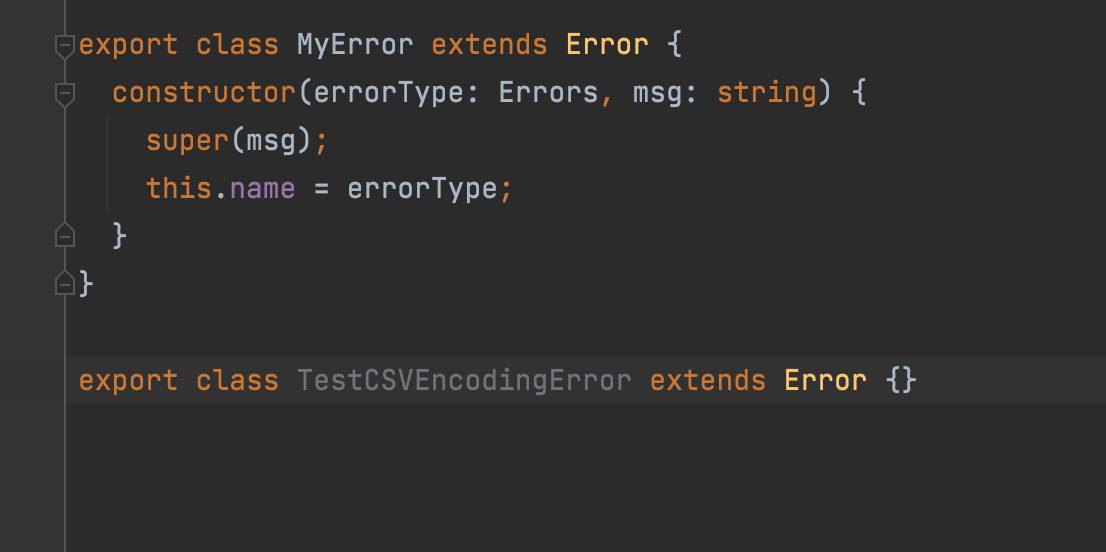 export class MyError extends Error {
  constructor(errorType: Errors, msg: string) {
    super(msg);
    this.name = errorType;
  }
}
export class TestCSVEncodingError extends Error {}